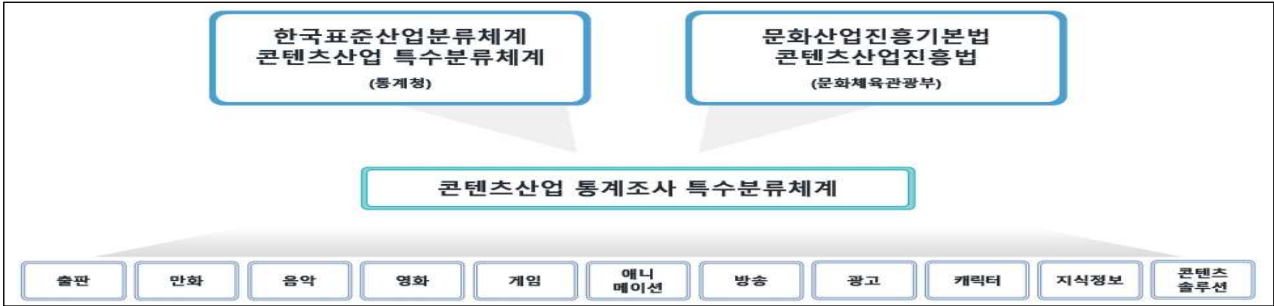 한국표준산업분류체계
콘텐츠산업 특수분류체계
(통계청)
문화산업진흥기본법
콘텐츠산업진흥법
(문화체육관광부)
콘텐츠산업 통계조사 특수분류체계
출판
만화
음악
영화
게임
애니
메이션
방송
광고
캐릭터
지식정보
콘텐츠
솔루션